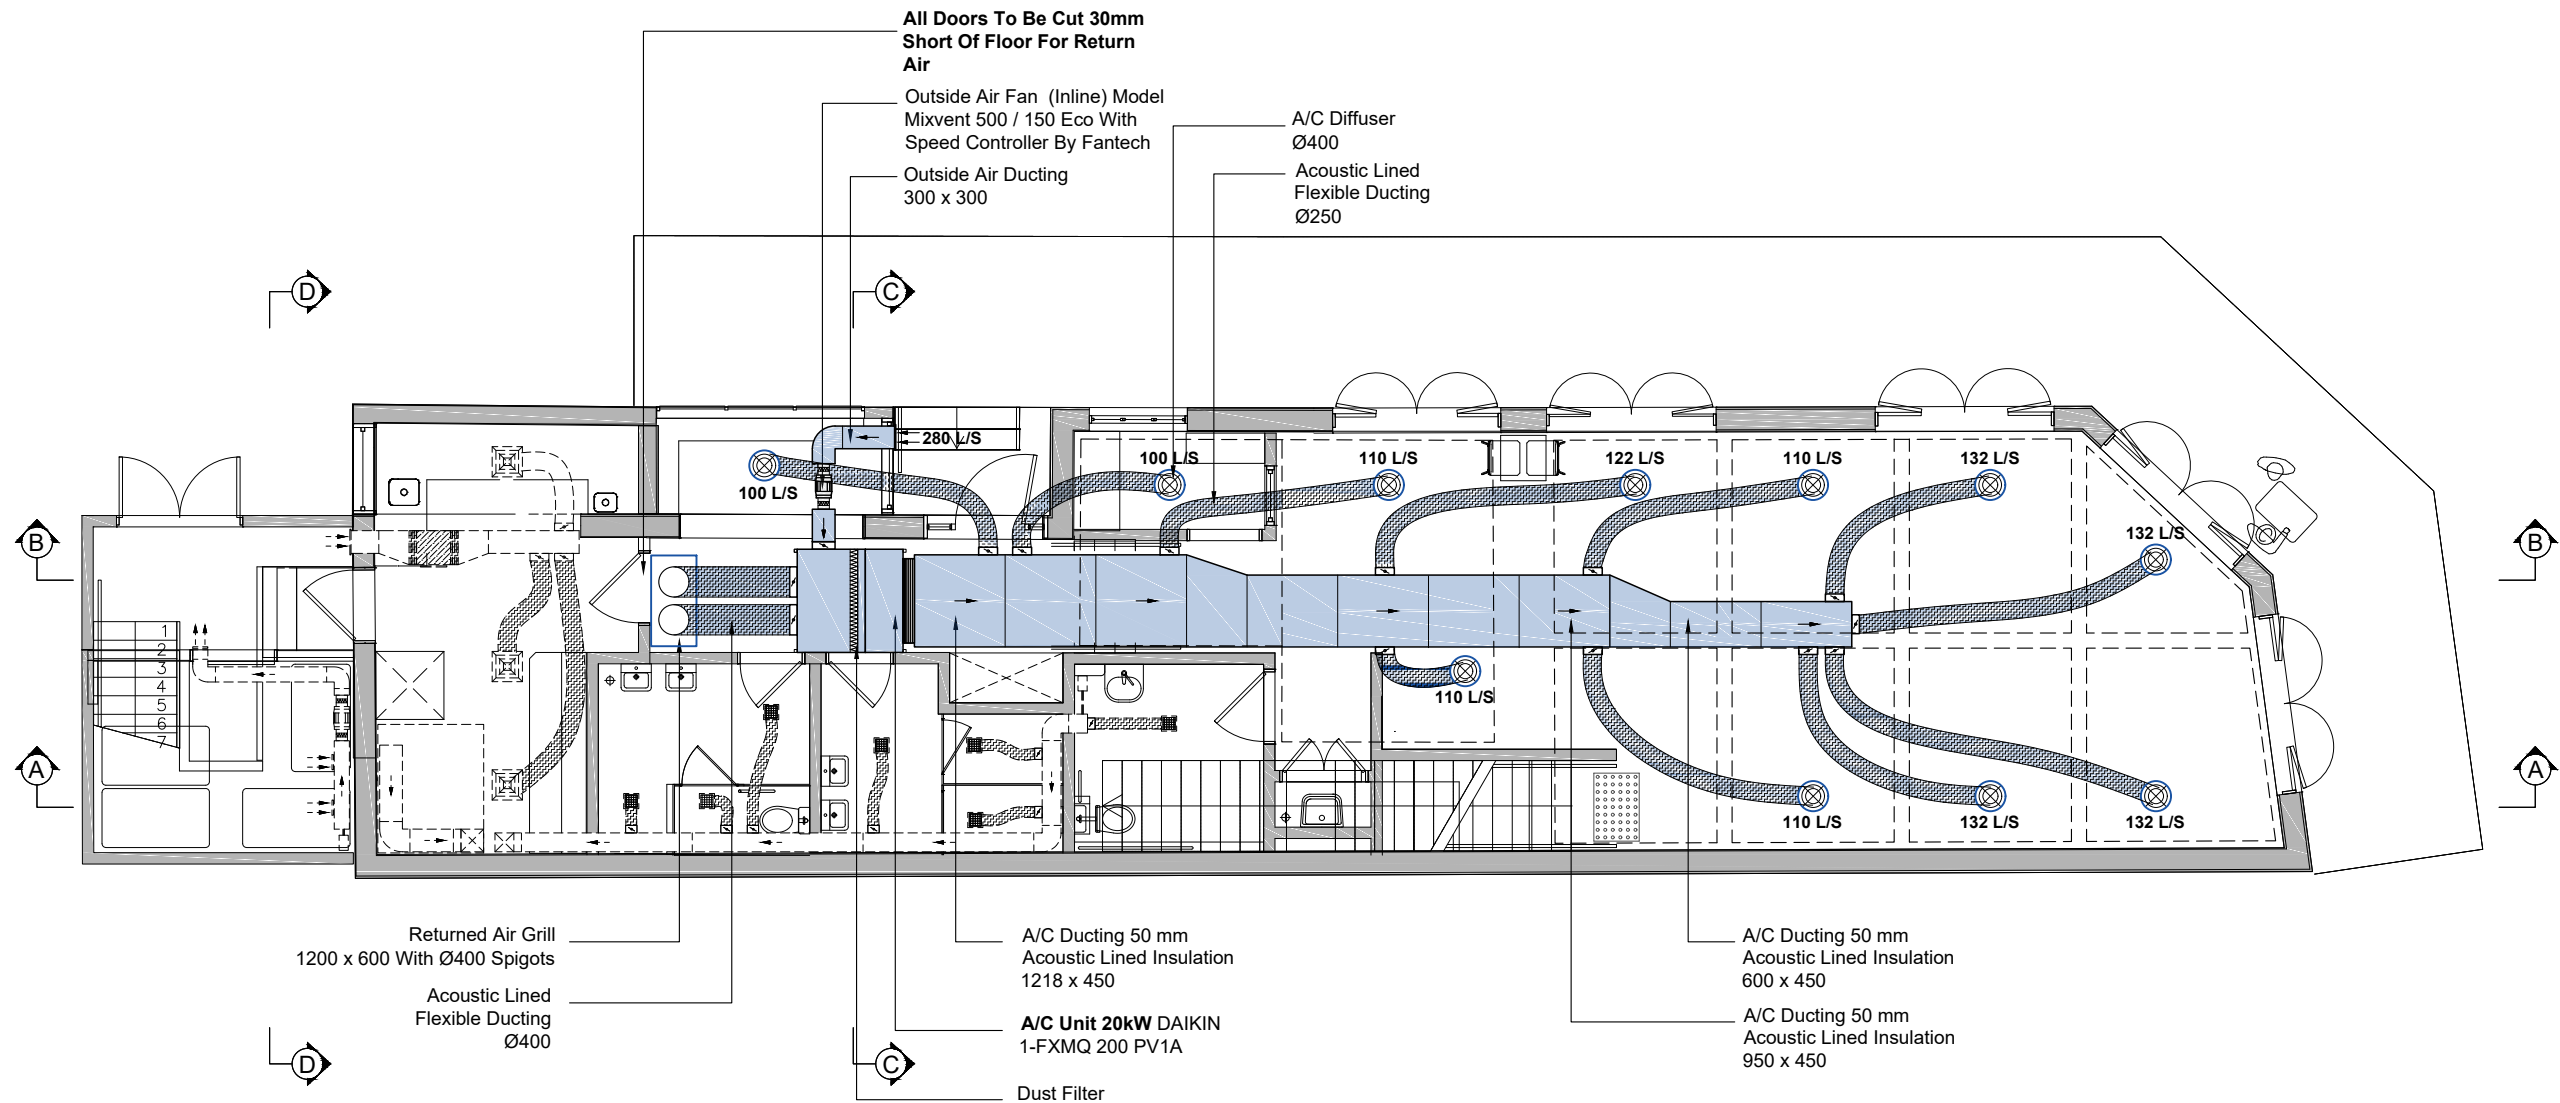 All Doors To Be Cut 30mm
Short Of Floor For Return
Air
Outside Air Fan (Inline) Model
Mixvent 500 / 150 Eco With
Speed Controller By Fantech
Outside Air Ducting
300 x 300
A/C Diffuser
Ø400
Acoustic Lined
Flexible Ducting
Ø250
D
C
280 L/S
100 L/S
100 L/S
110 L/S
122 L/S
110 L/S
132 L/S
132 L/S
B
B
1
2
3
4
5
6
7
110 L/S
A
A
110 L/S
132 L/S
132 L/S
Returned Air Grill
1200 x 600 With Ø400 Spigots
Acoustic Lined
Flexible Ducting
Ø400
A/C Ducting 50 mm
Acoustic Lined Insulation
1218 x 450
A/C Unit 20kW DAIKIN
1-FXMQ 200 PV1A
Dust Filter
A/C Ducting 50 mm
Acoustic Lined Insulation
600 x 450
A/C Ducting 50 mm
Acoustic Lined Insulation
950 x 450
D
C